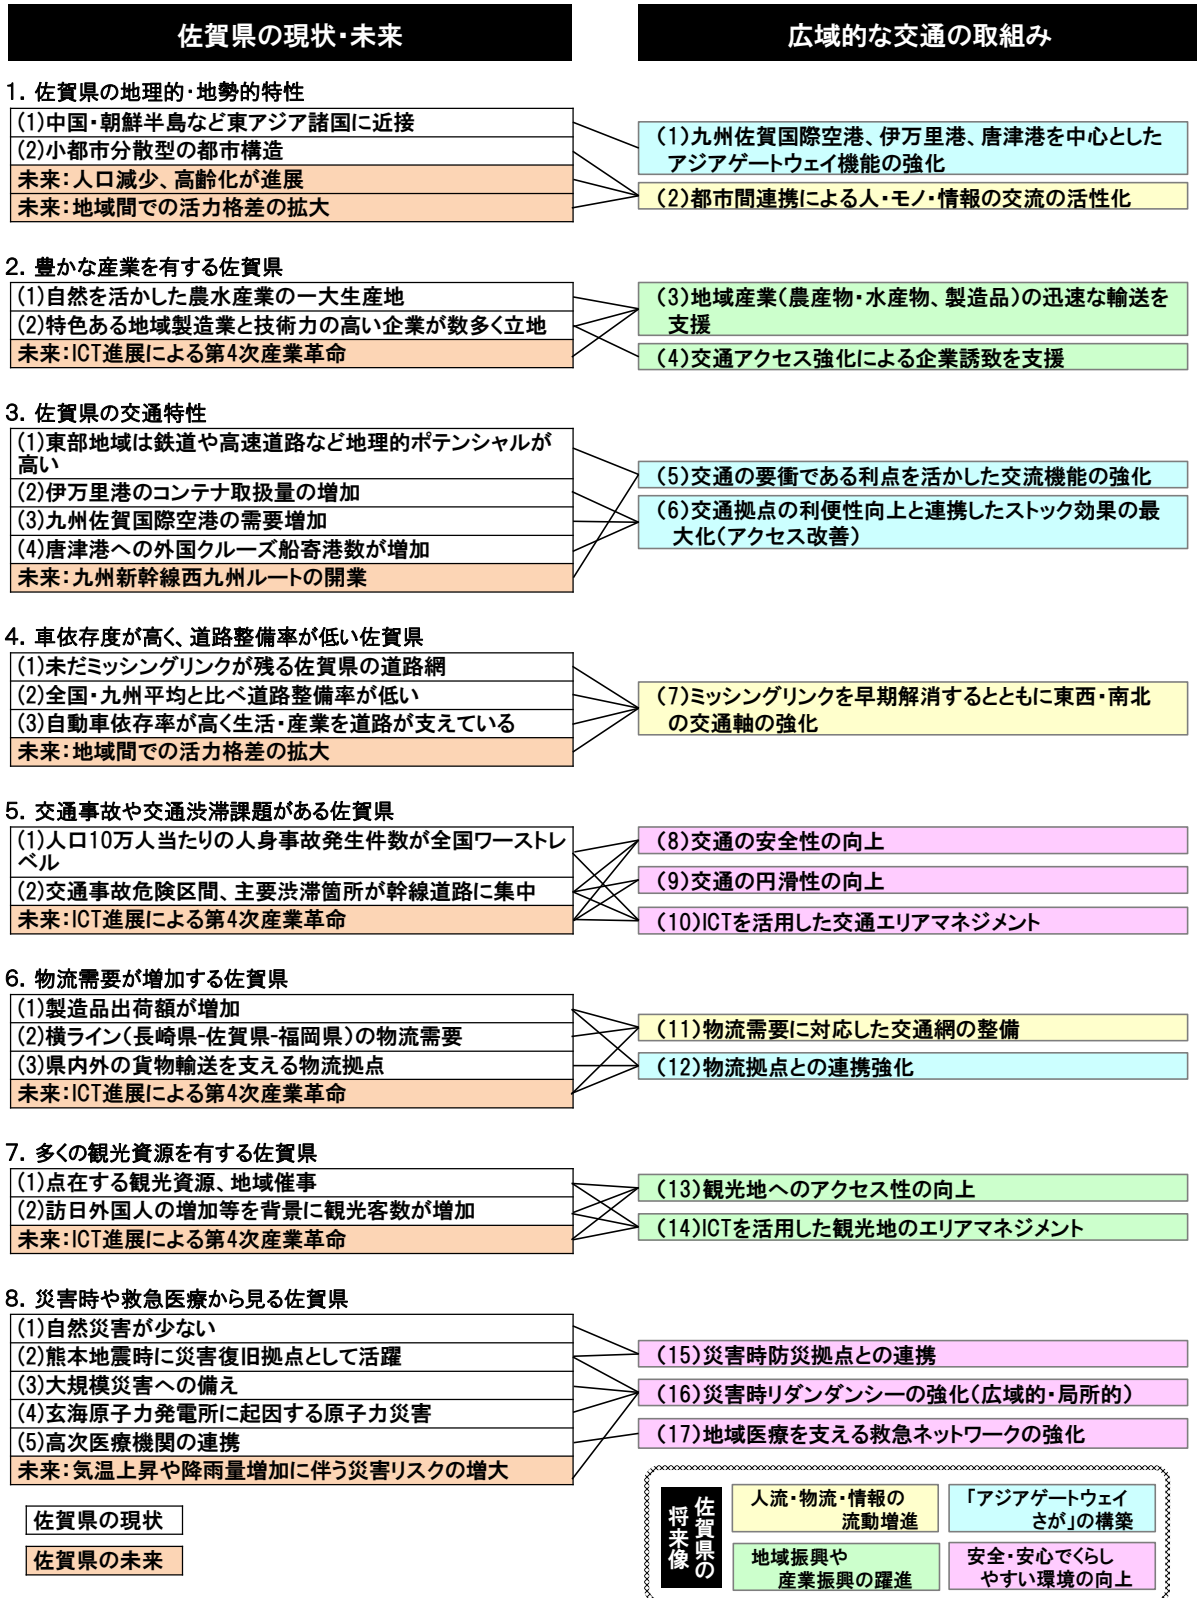 佐賀県の現状・未来
広域的な交通の取組み
1. 佐賀県の地理的・地勢的特性
(1)中国・朝鮮半島など東アジア諸国に近接
(2)小都市分散型の都市構造
未来:人口減少、高齢化が進展
未来:地域間での活力格差の拡大
(1)九州佐賀国際空港、伊万里港、唐津港を中心とした
アジアゲートウェイ機能の強化
(2)都市間連携による人・モノ・情報の交流の活性化
2. 豊かな産業を有する佐賀県
(1)自然を活かした農水産業の一大生産地
(2)特色ある地域製造業と技術力の高い企業が数多く立地
未来:ICT進展による第4次産業革命
(3)地域産業(農産物・水産物、製造品)の迅速な輸送を
支援
(4)交通アクセス強化による企業誘致を支援
3. 佐賀県の交通特性
(1)東部地域は鉄道や高速道路など地理的ポテンシャルが
高い
(2)伊万里港のコンテナ取扱量の増加
(3)九州佐賀国際空港の需要増加
(4)唐津港への外国クルーズ船寄港数が増加
未来:九州新幹線西九州ルートの開業
(5)交通の要衝である利点を活かした交流機能の強化
(6)交通拠点の利便性向上と連携したストック効果の最
大化(アクセス改善)
4. 車依存度が高く、道路整備率が低い佐賀県
(1)未だミッシングリンクが残る佐賀県の道路網
(2)全国・九州平均と比べ道路整備率が低い
(3)自動車依存率が高く生活・産業を道路が支えている
未来:地域間での活力格差の拡大
(7)ミッシングリンクを早期解消するとともに東西・南北
の交通軸の強化
5. 交通事故や交通渋滞課題がある佐賀県
(1)人口10万人当たりの人身事故発生件数が全国ワーストレ
ベル
(2)交通事故危険区間、主要渋滞箇所が幹線道路に集中
未来:ICT進展による第4次産業革命
(8)交通の安全性の向上
(9)交通の円滑性の向上
(10)ICTを活用した交通エリアマネジメント
6. 物流需要が増加する佐賀県
(1)製造品出荷額が増加
(2)横ライン(長崎県-佐賀県-福岡県)の物流需要
(3)県内外の貨物輸送を支える物流拠点
未来:ICT進展による第4次産業革命
(11)物流需要に対応した交通網の整備
(12)物流拠点との連携強化
7. 多くの観光資源を有する佐賀県
(1)点在する観光資源、地域催事
(2)訪日外国人の増加等を背景に観光客数が増加
未来:ICT進展による第4次産業革命
(13)観光地へのアクセス性の向上
(14)ICTを活用した観光地のエリアマネジメント
8. 災害時や救急医療から見る佐賀県
(1)自然災害が少ない
(2)熊本地震時に災害復旧拠点として活躍
(3)大規模災害への備え
(4)玄海原子力発電所に起因する原子力災害
(5)高次医療機関の連携
未来:気温上昇や降雨量増加に伴う災害リスクの増大
(15)災害時防災拠点との連携
(16)災害時リダンダンシーの強化(広域的・局所的)
(17)地域医療を支える救急ネットワークの強化
佐賀県の現状
佐賀県の未来
佐賀県の
将来像
人流・物流・情報の
流動増進
「アジアゲートウェイ
さが」の構築
地域振興や
産業振興の躍進
安全・安心でくらし
やすい環境の向上